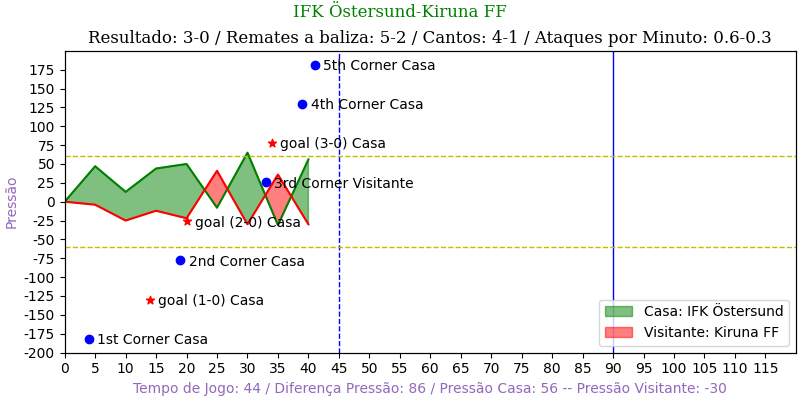 IFK Östersund-Kiruna FF
Resultado: 3-0 / Remates a baliza: 5-2 / Cantos: 4-1 / Ataques por Minuto: 0.6-0.3
175
150
125
100
75
50
25
0
-25
-50
-75
-100
-125
-150
-175
-200
Pressão
5th Corner Casa
4th Corner Casa
goal (3-0) Casa
3rd Corner Visitante
goal (2-0) Casa
2nd Corner Casa
goal (1-0) Casa
1st Corner Casa
Casa: IFK Östersund
Visitante: Kiruna FF
0 5 10 15 20 25 30 35 40 45 50 55 60 65 70 75 80 85 90 95 100 105 110 115
Tempo de Jogo: 44 / Diferença Pressão: 86 / Pressão Casa: 56 -- Pressão Visitante: -30